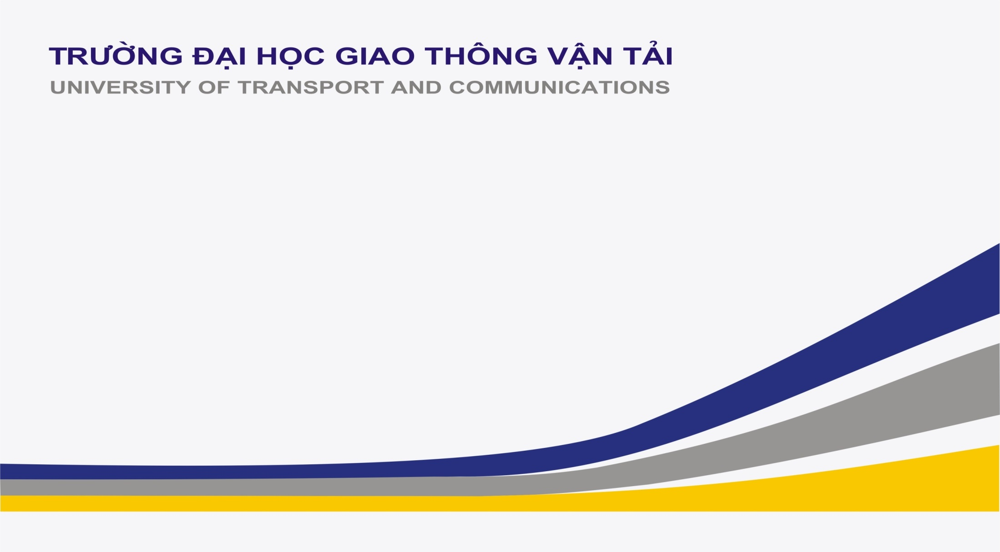 TRƯỜNG ĐẠI HỌC GIAO THÔNG VẬN TẢI
UNIVERSITY OF TRANSPORT AND COMMUNICATIONS